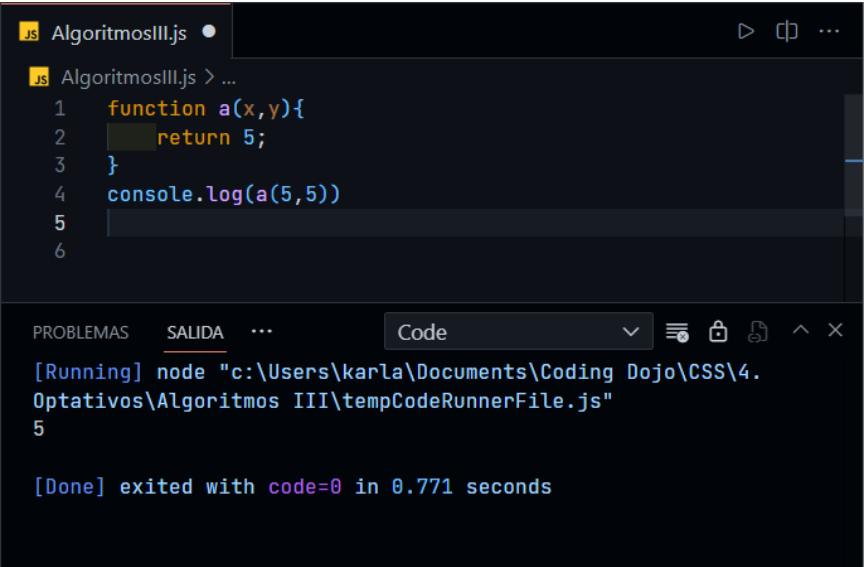 JS AlgoritmosIII.js
JS AlgoritmosIII.js > ...
1 function a(x,y){
2     return 5;
3 }
4 console.log(a(5,5))
5
6
PROBLEMAS SALIDA ... Code
[Running] node "c:\Users\karla\Documents\Coding Dojo\CSS\4.
Optativos\Algoritmos III\tempCodeRunnerFile.js"
5
[Done] exited with code=0 in 0.771 seconds